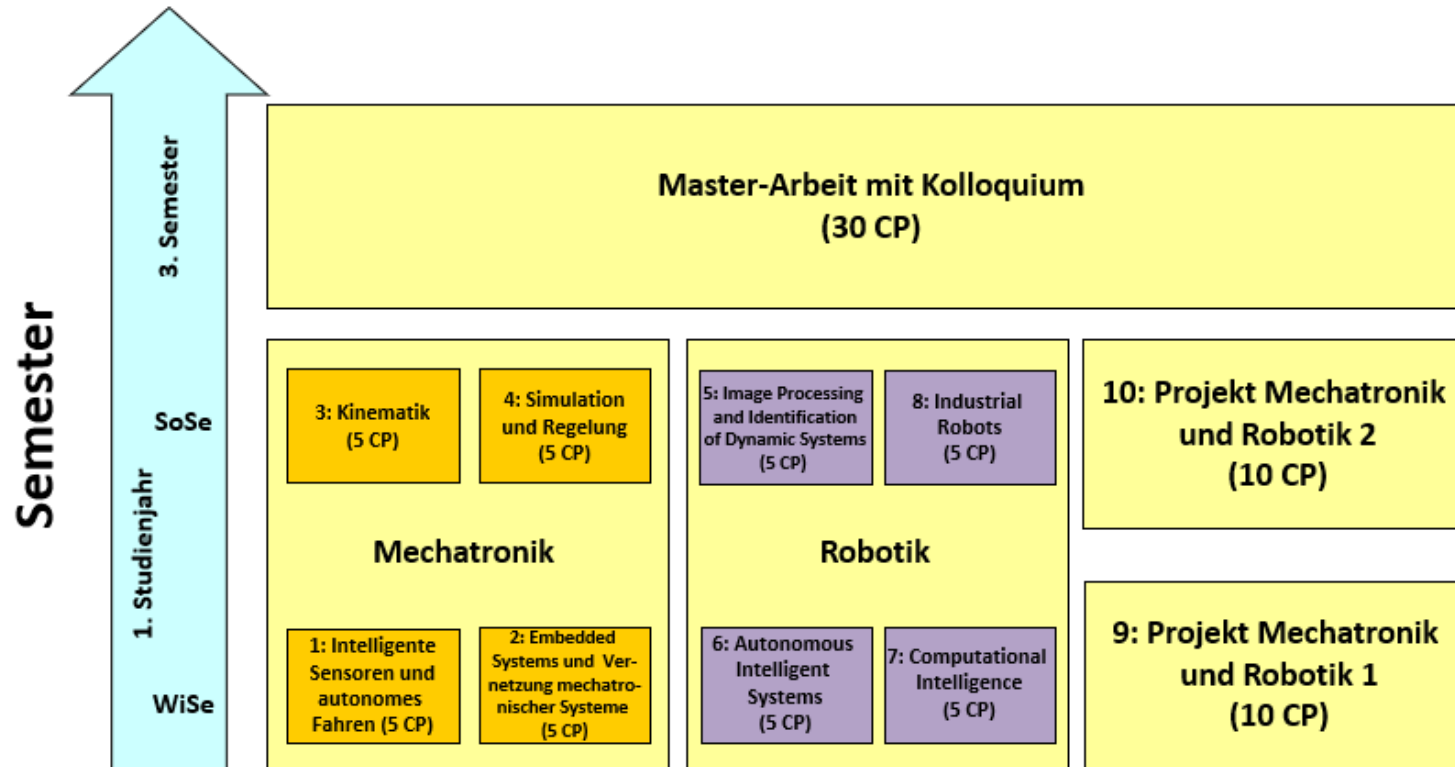 Semester
3. Semester
SoSe
1. Studienjahr
WiSe
Master-Arbeit mit Kolloquium
(30 CP)
3: Kinematik
(5 CP)
4: Simulation
und Regelung
(5 CP)
Mechatronik
1: Intelligente
Sensoren und
autonomes
Fahren (5 CP)
2: Embedded
Systems und Ver-
netzung mechatro-
nischer Systeme
(5 CP)
5: Image Processing
and Identification
of Dynamic Systems
(5 CP)
8: Industrial
Robots
(5 CP)
Robotik
6: Autonomous
Intelligent
Systems
(5 CP)
7: Computational
Intelligence
(5 CP)
10: Projekt Mechatronik
und Robotik 2
(10 CP)
9: Projekt Mechatronik
und Robotik 1
(10 CP)